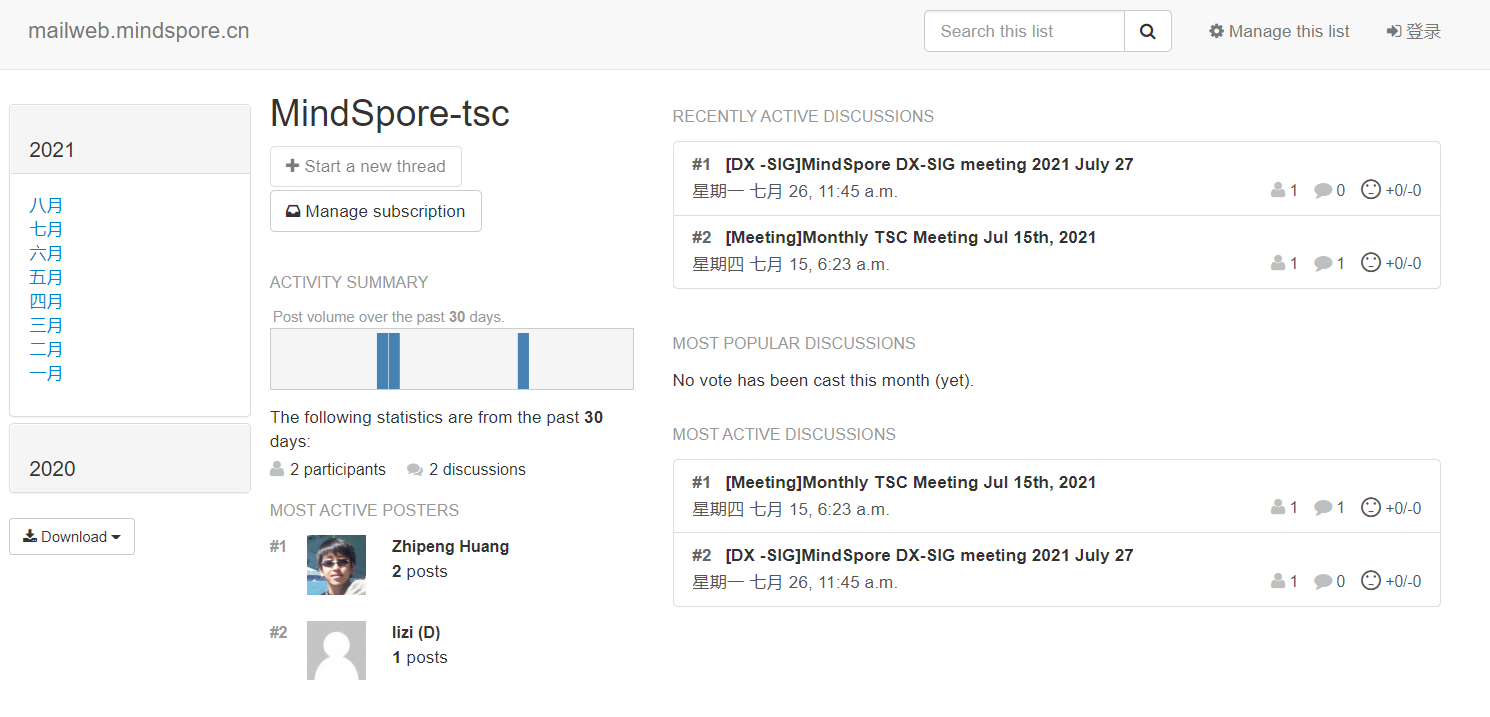 mailweb.mindspore.cn
Search this list
Manage this list
登录
2021
八月
七月
六月
五月
四月
三月
二月
一月
2020
Download
MindSpore-tsc
Start a new thread
Manage subscription
ACTIVITY SUMMARY
Post volume over the past 30 days.
The following statistics are from the past 30
days:
2 participants 2 discussions
MOST ACTIVE POSTERS
#1 Zhipeng Huang
2 posts
#2 lizi (D)
1 posts
RECENTLY ACTIVE DISCUSSIONS
#1 [DX -SIG]MindSpore DX-SIG meeting 2021 July 27
星期一 七月 26, 11:45 a.m. 1 0 +0/-0
#2 [Meeting]Monthly TSC Meeting Jul 15th, 2021
星期四 七月 15, 6:23 a.m. 1 1 +0/-0
MOST POPULAR DISCUSSIONS
No vote has been cast this month (yet).
MOST ACTIVE DISCUSSIONS
#1 [Meeting]Monthly TSC Meeting Jul 15th, 2021
星期四 七月 15, 6:23 a.m. 1 1 +0/-0
#2 [DX -SIG]MindSpore DX-SIG meeting 2021 July 27
星期一 七月 26, 11:45 a.m. 1 0 +0/-0